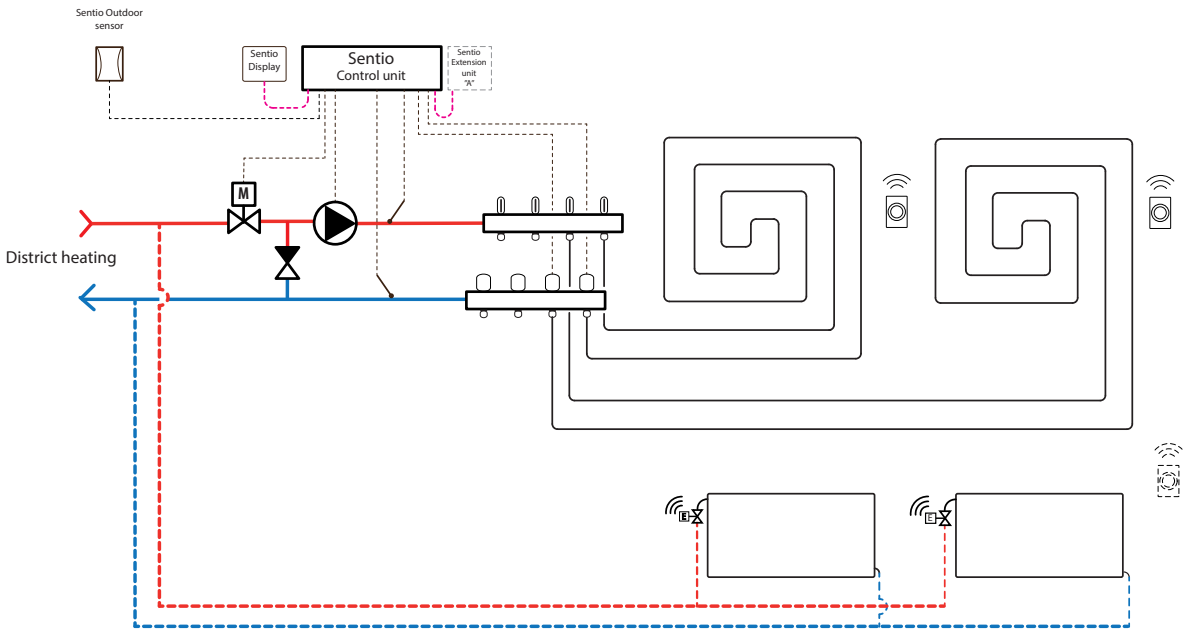 Sentio Outdoor
sensor
Sentio
Display
Sentio
Control unit
Sentio
Extension
unit
"A"
M
District heating
E
E